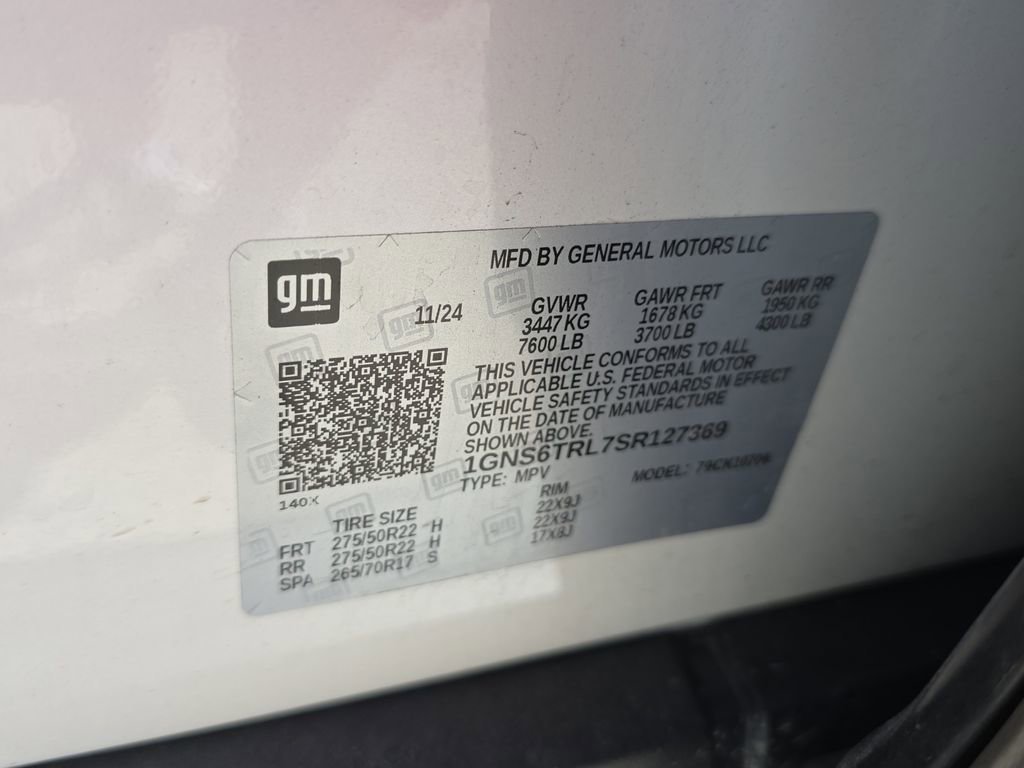 gm
MFD BY GENERAL MOTORS LLC
11/24
GVWR GAWR FRT GAWR RR
3447 KG 1678 KG 1950 KG
7600 LB 3700 LB 4300 LB
THIS VEHICLE CONFORMS TO ALL
APPLICABLE U.S. FEDERAL MOTOR
VEHICLE SAFETY STANDARDS IN EFFECT
ON THE DATE OF MANUFACTURE
SHOWN ABOVE.
1GNS6TRL7SR127369
TYPE: MPV MODEL:
140X
TIRE SIZE RIM
FRT 275/50R22 H 22X9J
RR 275/50R22 H 22X9J
SPA 265/70R17 S 17X8J